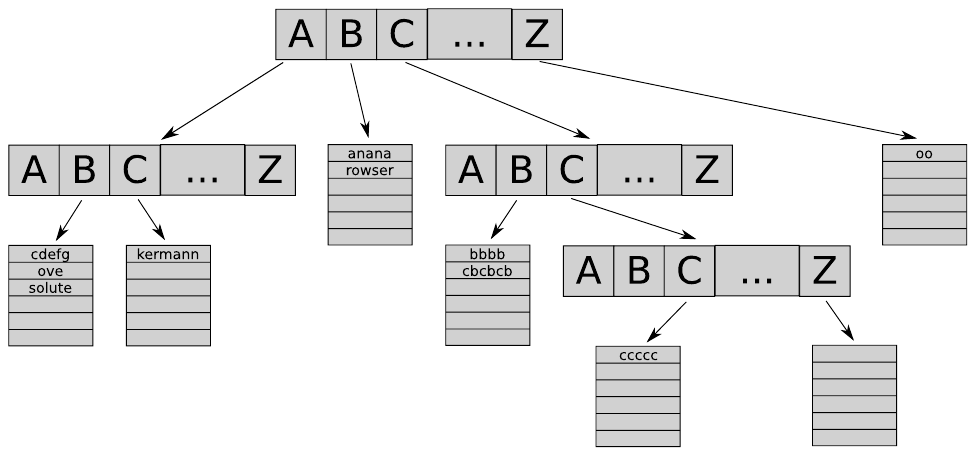 A B C ... Z
A B C ... Z
anana
rowser
A B C ... Z
oo
cdefg
ove
solute
kermann
bbbb
cbcbcb
A B C ... Z
ccccc